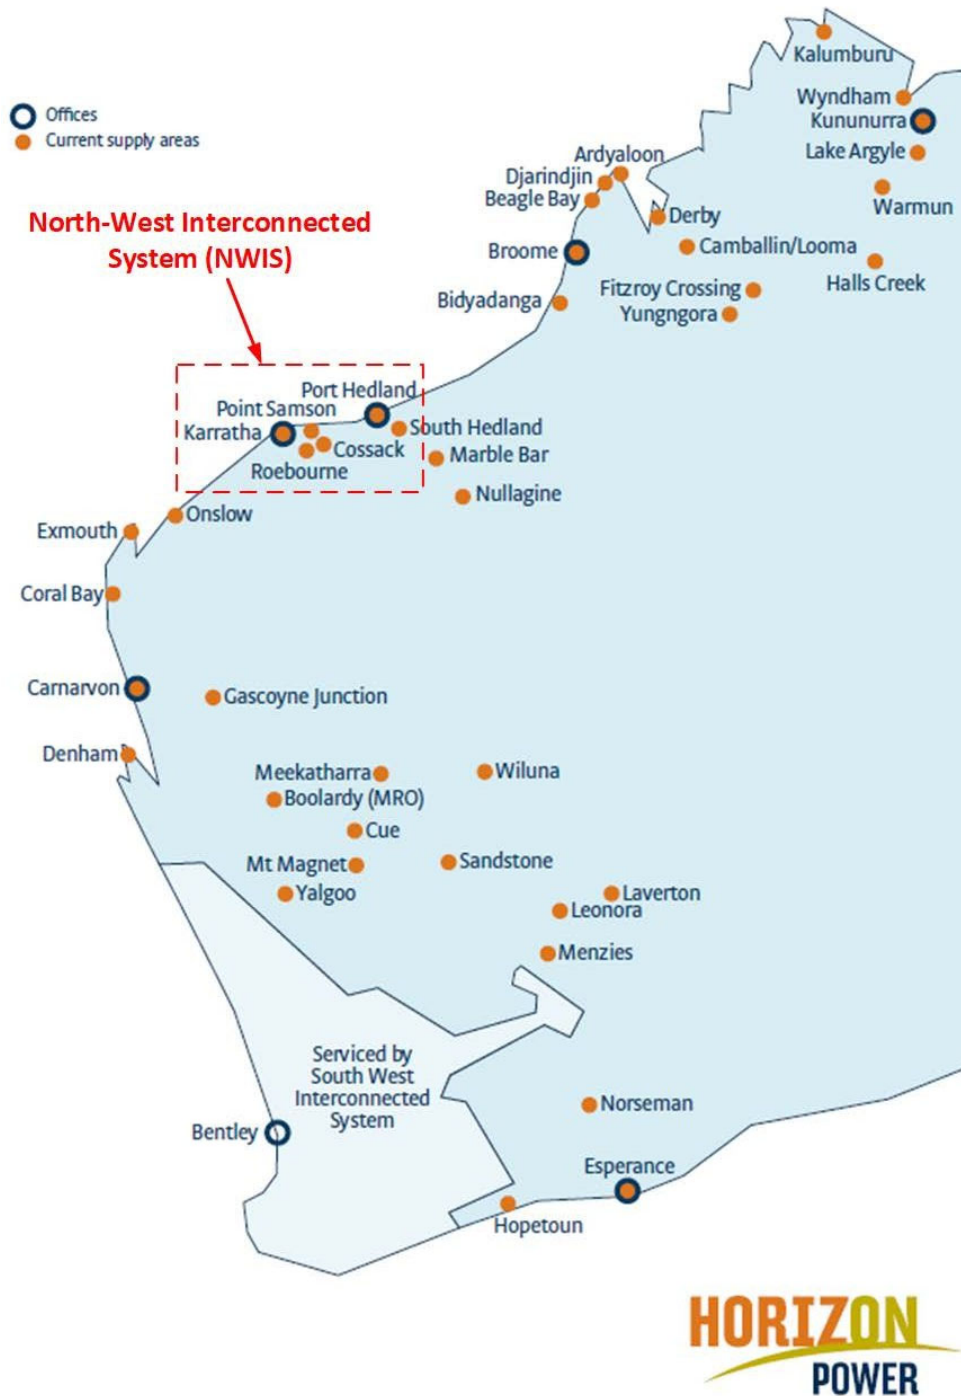 Kalumburu
Offices
Wyndham
Kununurra
Current supply areas
Ardyaloon
Lake Argyle
Djarindjin
Beagle Bay
Warmun
Derby
North-West Interconnected
System (NWIS)
Broome
Camballin/Looma
Halls Creek
Fitzroy Crossing
Bidyadanga
Yungngora
Port Hedland
Point Samson
Karratha
South Hedland
Cossack
Marble Bar
Roebourne
Nullagine
Onslow
Exmouth
Coral Bay
Carnarvon
Gascoyne Junction
Denham
Meekatharra
Wiluna
Boolardy (MRO)
Cue
Mt Magnet
Sandstone
Yalgoo
Laverton
Leonora
Menzies
Serviced by
South West
Interconnected
System
Norseman
Bentley
Esperance
Hopetoun
HORIZON
POWER